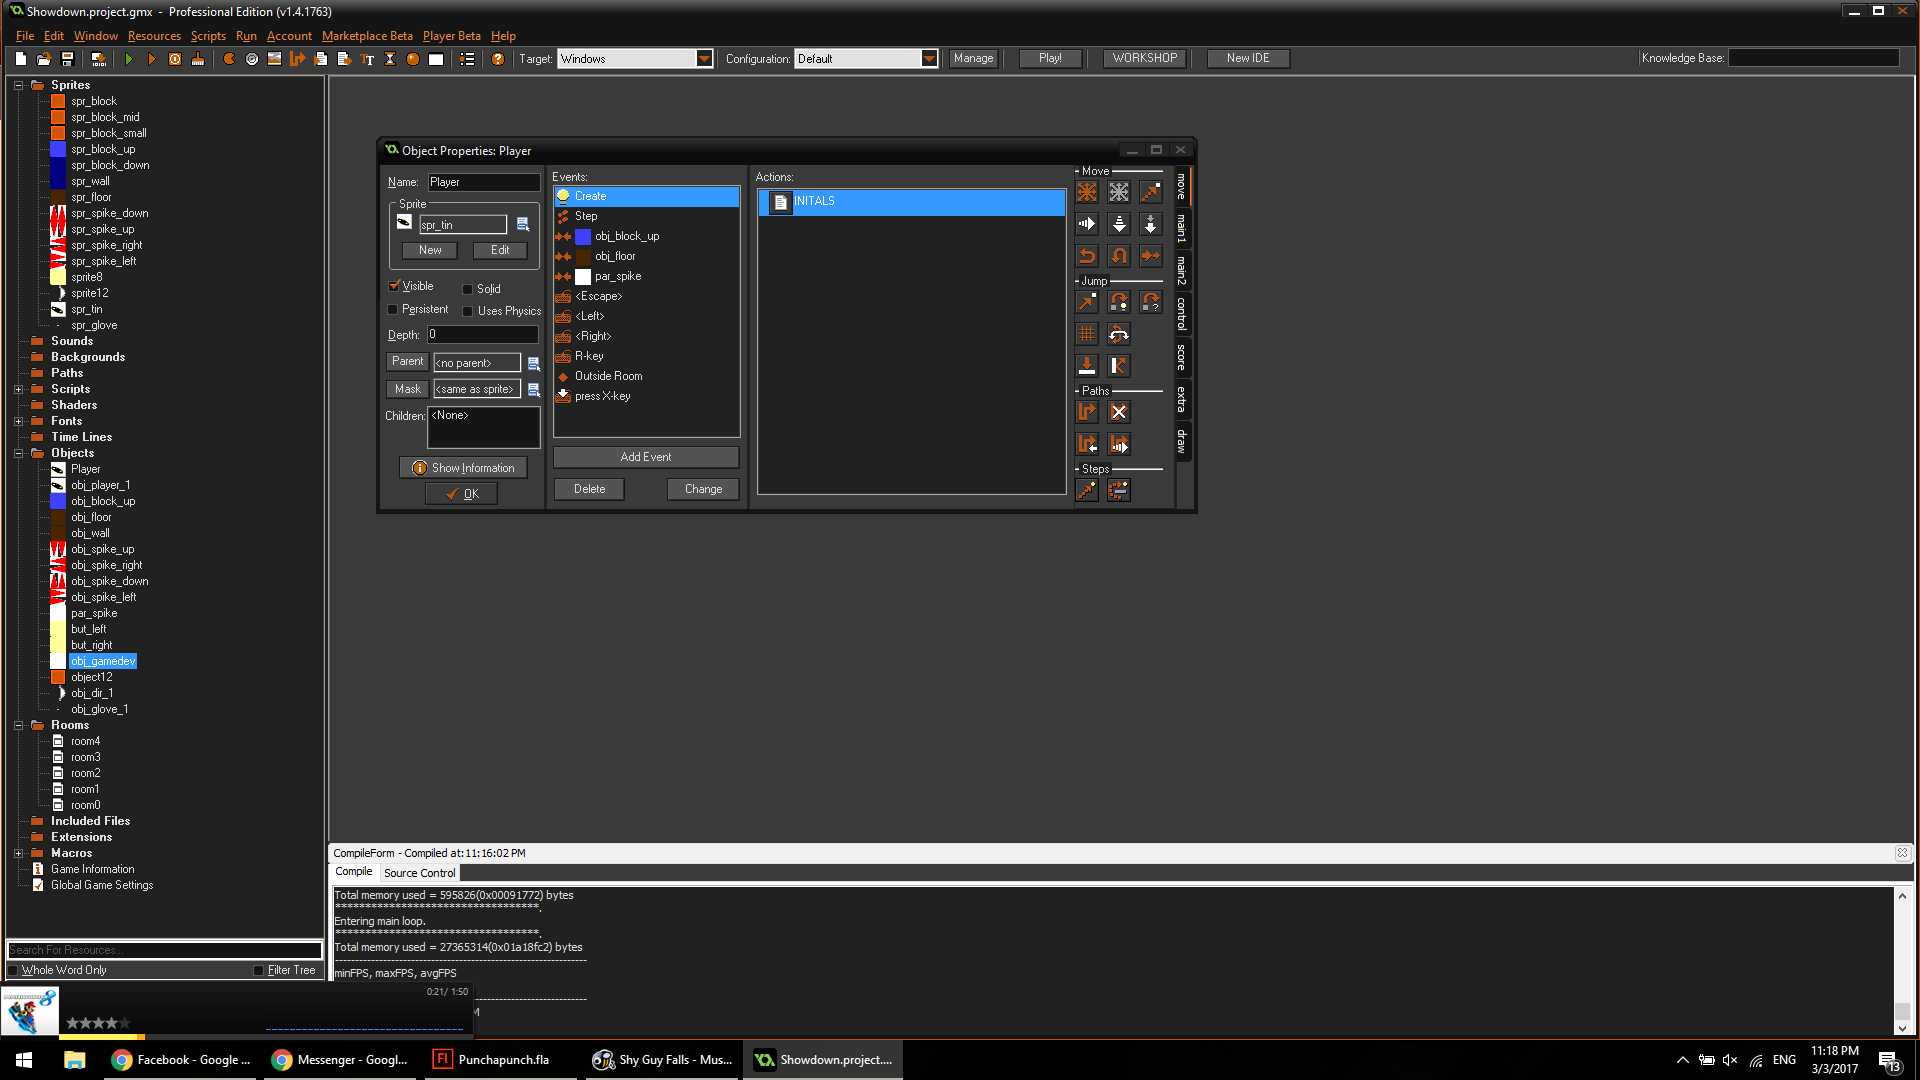 Showdown.project.gmx - Professional Edition (v1.4.1763)
File Edit Window Resources Scripts Run Account Marketplace Beta Player Beta Help
Target: Windows Configuration: Default Manage Play! WORKSHOP New IDE Knowledge Base:
Sprites
spr_block
spr_block_mid
spr_block_small
spr_block_up
spr_block_down
spr_wall
spr_floor
spr_spike_down
spr_spike_up
spr_spike_right
spr_spike_left
sprite8
sprite12
spr_tin
spr_glove
Sounds
Backgrounds
Paths
Scripts
Shaders
Fonts
Time Lines
Objects
Player
obj_player_1
obj_block_up
obj_floor
obj_wall
obj_spike_up
obj_spike_right
obj_spike_down
obj_spike_left
par_spike
but_left
but_right
obj_gamedev
object12
obj_dir_1
obj_glove_1
Rooms
room4
room3
room2
room1
room0
Included Files
Extensions
Macros
Game Information
Global Game Settings
Search For Resources...
Whole Word Only Filter Tree
Object Properties: Player
Name: Player
Sprite
spr_tin
New Edit
Visible Solid
Persistent Uses Physics
Depth: 0
Parent <no parent>
Mask <same as sprite>
Children: <None>
Show Information
OK
Events:
Create
Step
obj_block_up
obj_floor
par_spike
<Escape>
<Left>
<Right>
R-key
Outside Room
press X-key
Add Event
Delete Change
Actions:
INITALS
Move
Jump
Paths
Steps
move
main1
main2
control
score
extra
draw
CompileForm - Compiled at: 11:16:02 PM
Compile Source Control
Total memory used = 595826(0x00091772) bytes
**********************************.
Entering main loop.
**********************************.
Total memory used = 27365314(0x01a18fc2) bytes
minFPS, maxFPS, avgFPS
0:21/ 1:50
Facebook - Google ...
Messenger - Googl...
Punchapunch.fla
Shy Guy Falls - Mus...
Showdown.project....
ENG
11:18 PM
3/3/2017
13